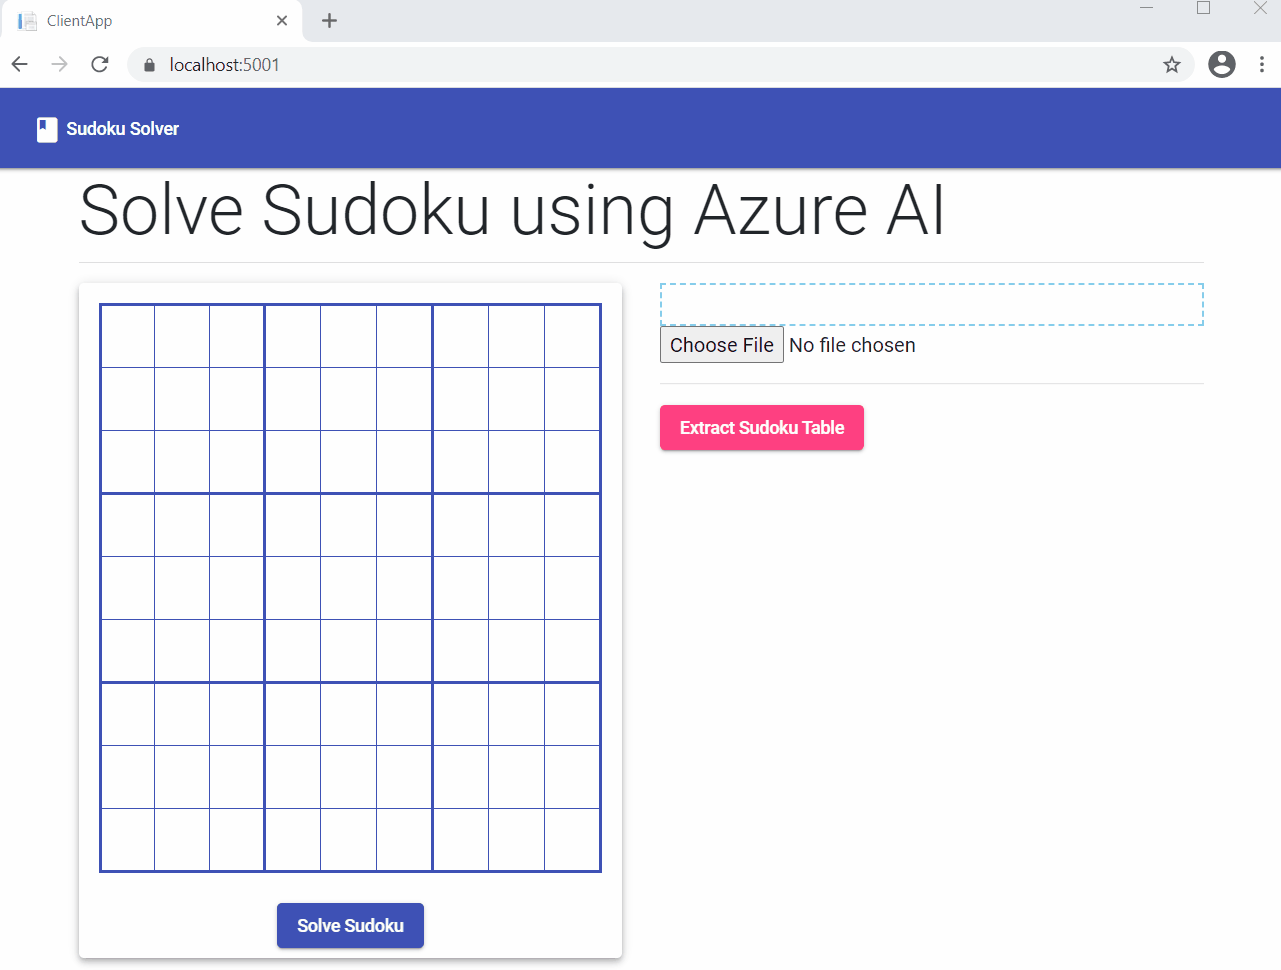 ClientApp
localhost:5001
Sudoku Solver
Solve Sudoku using Azure AI
Choose File No file chosen
Extract Sudoku Table
Solve Sudoku